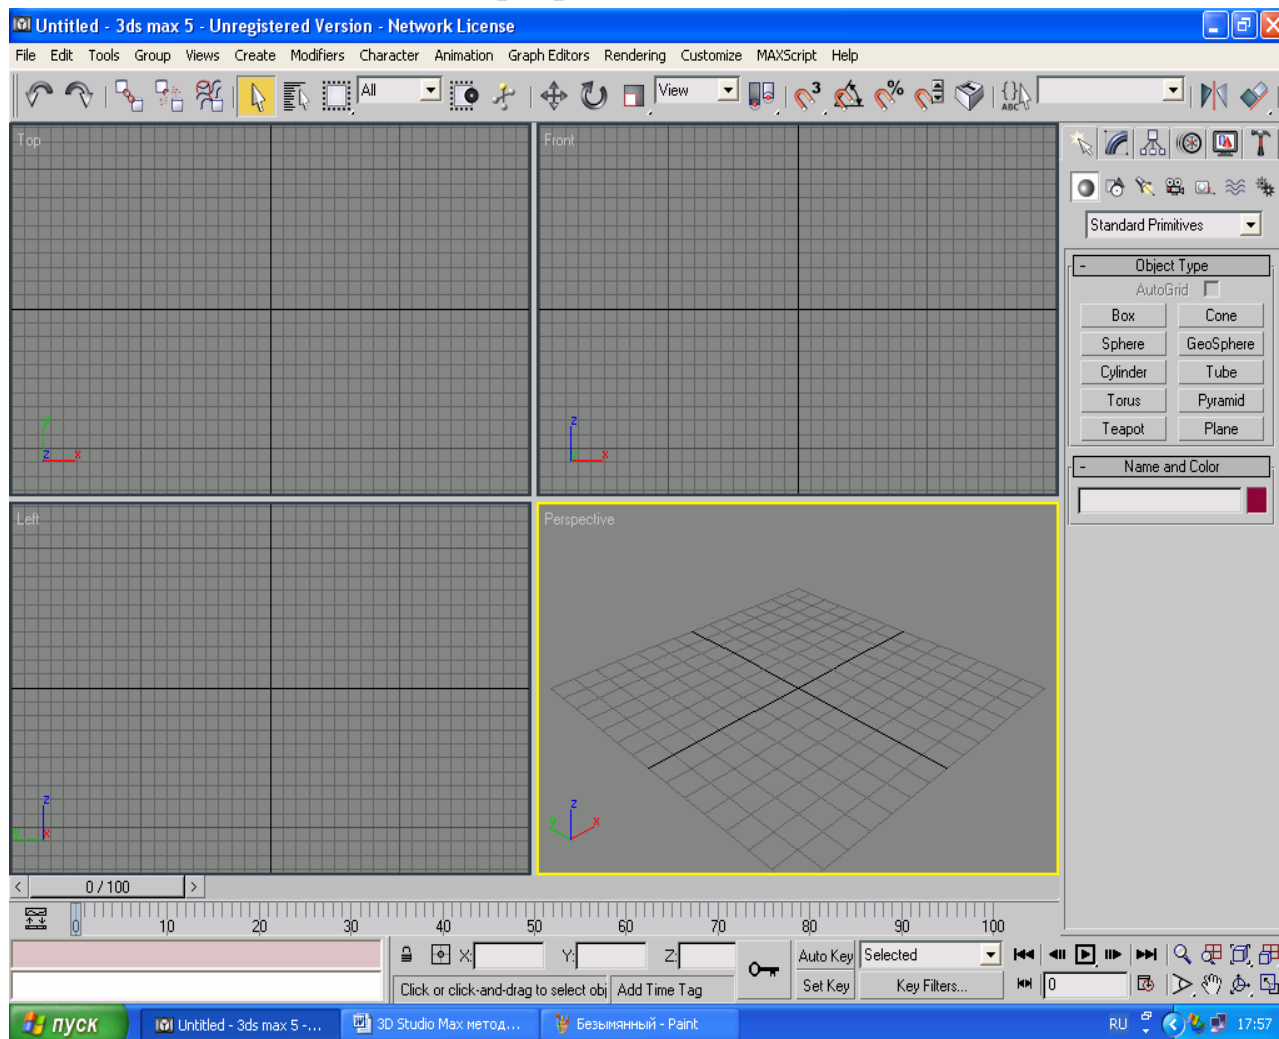 Untitled - 3ds max 5 - Unregistered Version - Network License
File Edit Tools Group Views Create Modifiers Character Animation Graph Editors Rendering Customize MAXScript Help
All
View
3
%
ABC
Top
Front
Standard Primitives
- Object Type
AutoGrid
Box Cone
Sphere GeoSphere
Cylinder Tube
Torus Pyramid
Teapot Plane
y
z x
z
x
- Name and Color
Left
Perspective
z
y x
z
y x
< 0 / 100 >
0 10 20 30 40 50 60 70 80 90 100
X: Y: Z: Auto Key Selected
Click or click-and-drag to select obj Add Time Tag Set Key Key Filters... 0
пуск Untitled - 3ds max 5 -... 3D Studio Max метод... Безымянный - Paint RU 17:57